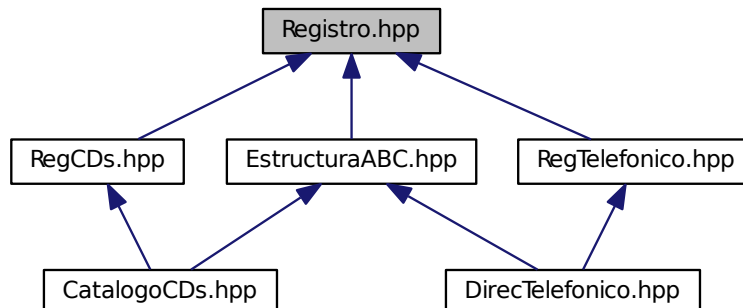 Registro.hpp
RegCDs.hpp
EstructuraABC.hpp
RegTelefonico.hpp
CatalogoCDs.hpp
DirecTelefonico.hpp